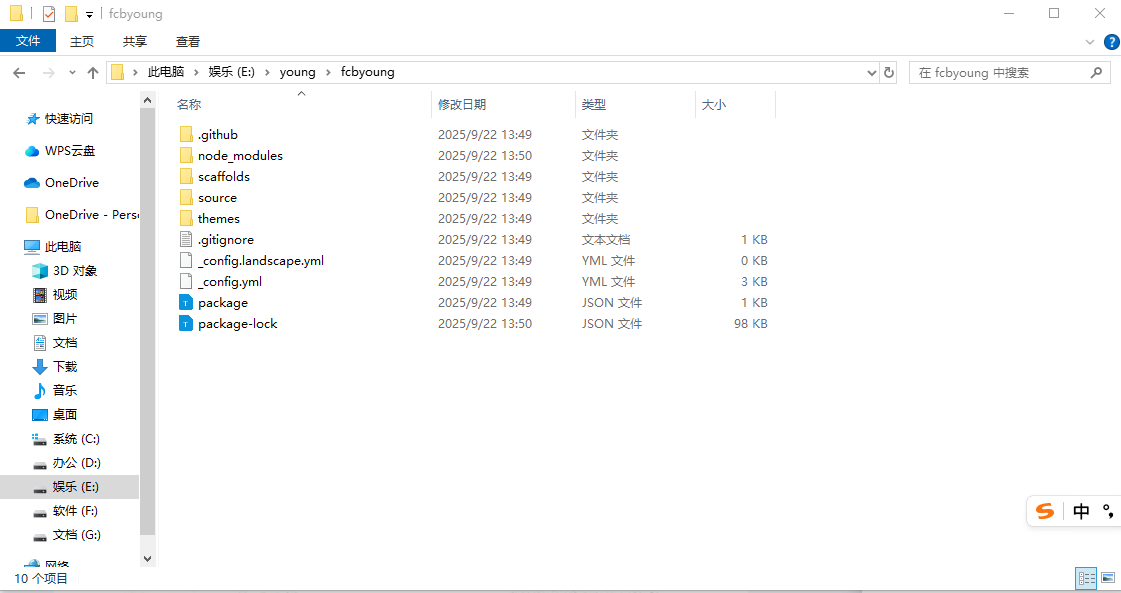 fcbyoung
文件 主页 共享 查看
此电脑 娱乐 (E:) young fcbyoung 在 fcbyoung 中搜索
快速访问
WPS云盘
OneDrive
OneDrive - Pers
此电脑
3D 对象
视频
图片
文档
下载
音乐
桌面
系统 (C:)
办公 (D:)
娱乐 (E:)
软件 (F:)
文档 (G:)
网络
名称 修改日期 类型 大小
.github 2025/9/22 13:49 文件夹
node_modules 2025/9/22 13:50 文件夹
scaffolds 2025/9/22 13:49 文件夹
source 2025/9/22 13:49 文件夹
themes 2025/9/22 13:49 文件夹
.gitignore 2025/9/22 13:49 文本文档 1 KB
_config.landscape.yml 2025/9/22 13:49 YML 文件 0 KB
_config.yml 2025/9/22 13:49 YML 文件 3 KB
package 2025/9/22 13:49 JSON 文件 1 KB
package-lock 2025/9/22 13:50 JSON 文件 98 KB
中 °,
10 个项目